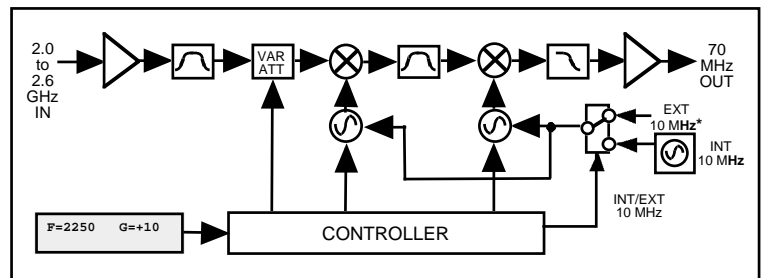 2.0
to
2.6
GHz
IN
VAR
ATT
70
MHz
OUT
EXT
10 MHz*
INT
10 MHz
INT/EXT
10 MHz
F=2250 G=+10
CONTROLLER